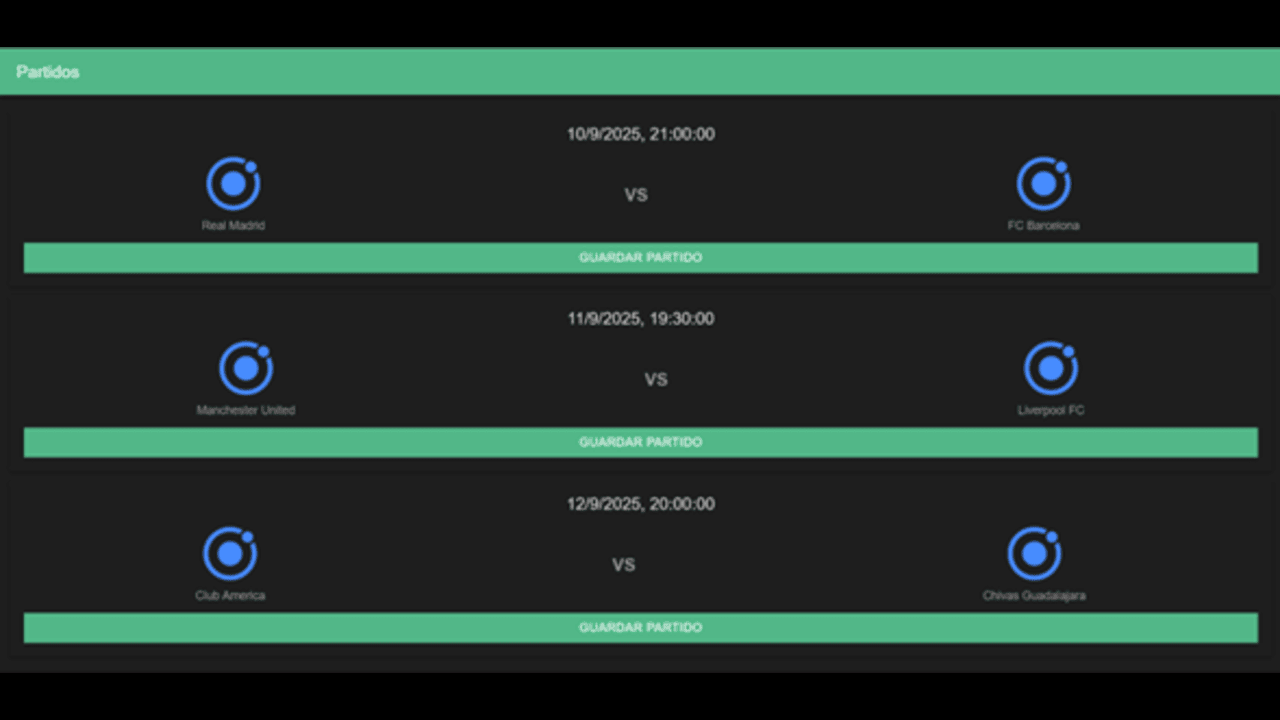 Partidos
10/9/2025, 21:00:00
VS
Real Madrid
FC Barcelona
GUARDAR PARTIDO
11/9/2025, 19:30:00
VS
Manchester United
Liverpool FC
GUARDAR PARTIDO
12/9/2025, 20:00:00
VS
Club America
Chivas Guadalajara
GUARDAR PARTIDO